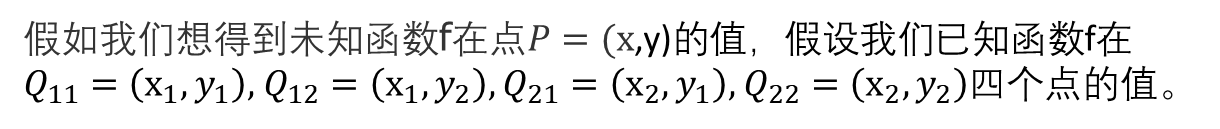 假如我们想得到未知函数f在点P = (x,y)的值，假设我们已知函数f在
Q₁₁ = (x₁, y₁), Q₁₂ = (x₁, y₂), Q₂₁ = (x₂, y₁), Q₂₂ = (x₂, y₂)四个点的值。